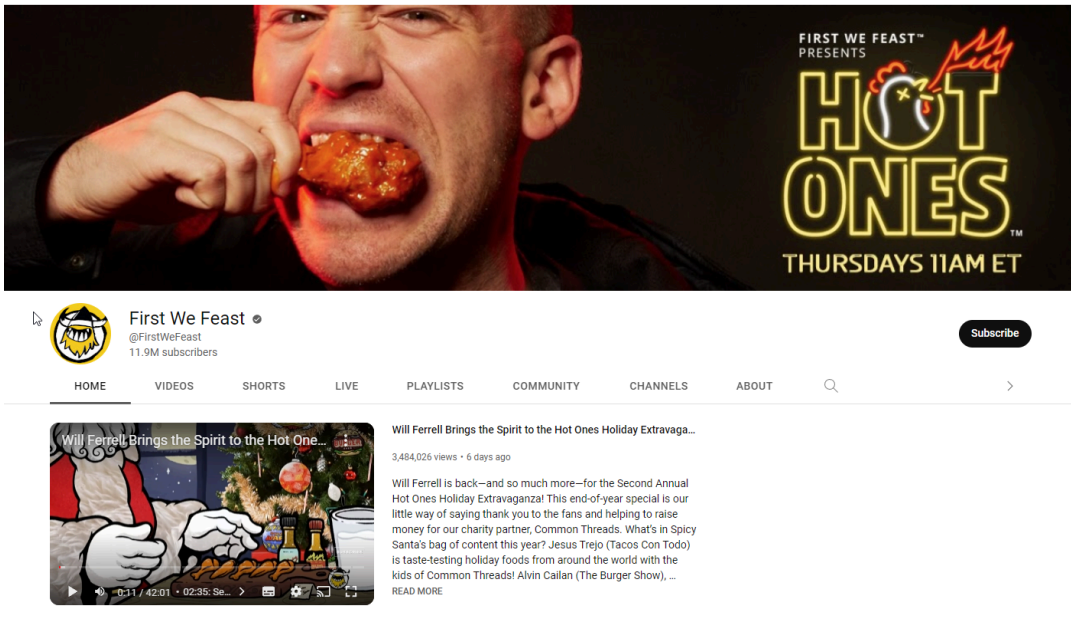 FIRST WE FEAST™
PRESENTS
HOT
ONES™
THURSDAYS 11AM ET
First We Feast
@FirstWeFeast
11.9M subscribers
Subscribe
HOME
VIDEOS
SHORTS
LIVE
PLAYLISTS
COMMUNITY
CHANNELS
ABOUT
Will Ferrell Brings the Spirit to the Hot One...
BURGER
0:11 / 42:01 • 02:35: Se...
Will Ferrell Brings the Spirit to the Hot Ones Holiday Extravaga...
3,484,026 views • 6 days ago
Will Ferrell is back—and so much more—for the Second Annual
Hot Ones Holiday Extravaganza! This end-of-year special is our
little way of saying thank you to the fans and helping to raise
money for our charity partner, Common Threads. What's in Spicy
Santa's bag of content this year? Jesus Trejo (Tacos Con Todo)
is taste-testing holiday foods from around the world with the
kids of Common Threads! Alvin Cailan (The Burger Show), ...
READ MORE